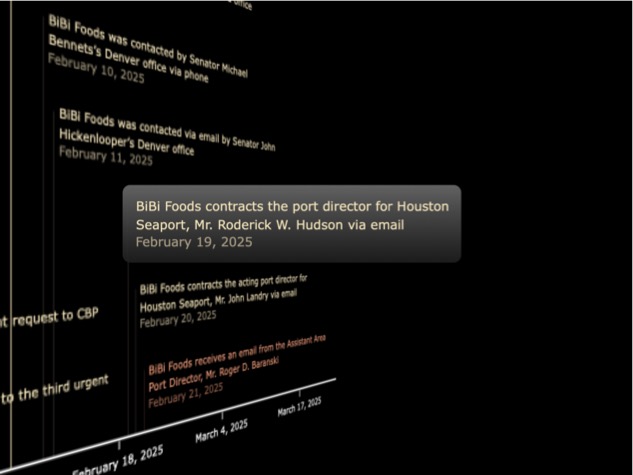 office
BiBi Foods was contacted by Senator Michael
Bennets's Denver office via phone
February 10, 2025
BiBi Foods was contacted via email by Senator John
Hickenlooper's Denver office
February 11, 2025
BiBi Foods contracts the port director for Houston
Seaport, Mr. Roderick W. Hudson via email
February 19, 2025
BiBi Foods contracts the acting port director for
Houston Seaport, Mr. John Landry via email
February 20, 2025
request to CBP
BiBi Foods receives an email from the Assistant Area
Port Director, Mr. Roger D. Baranski
February 21, 2025
to the third urgent
February 18, 2025
March 4, 2025
March 17, 2025